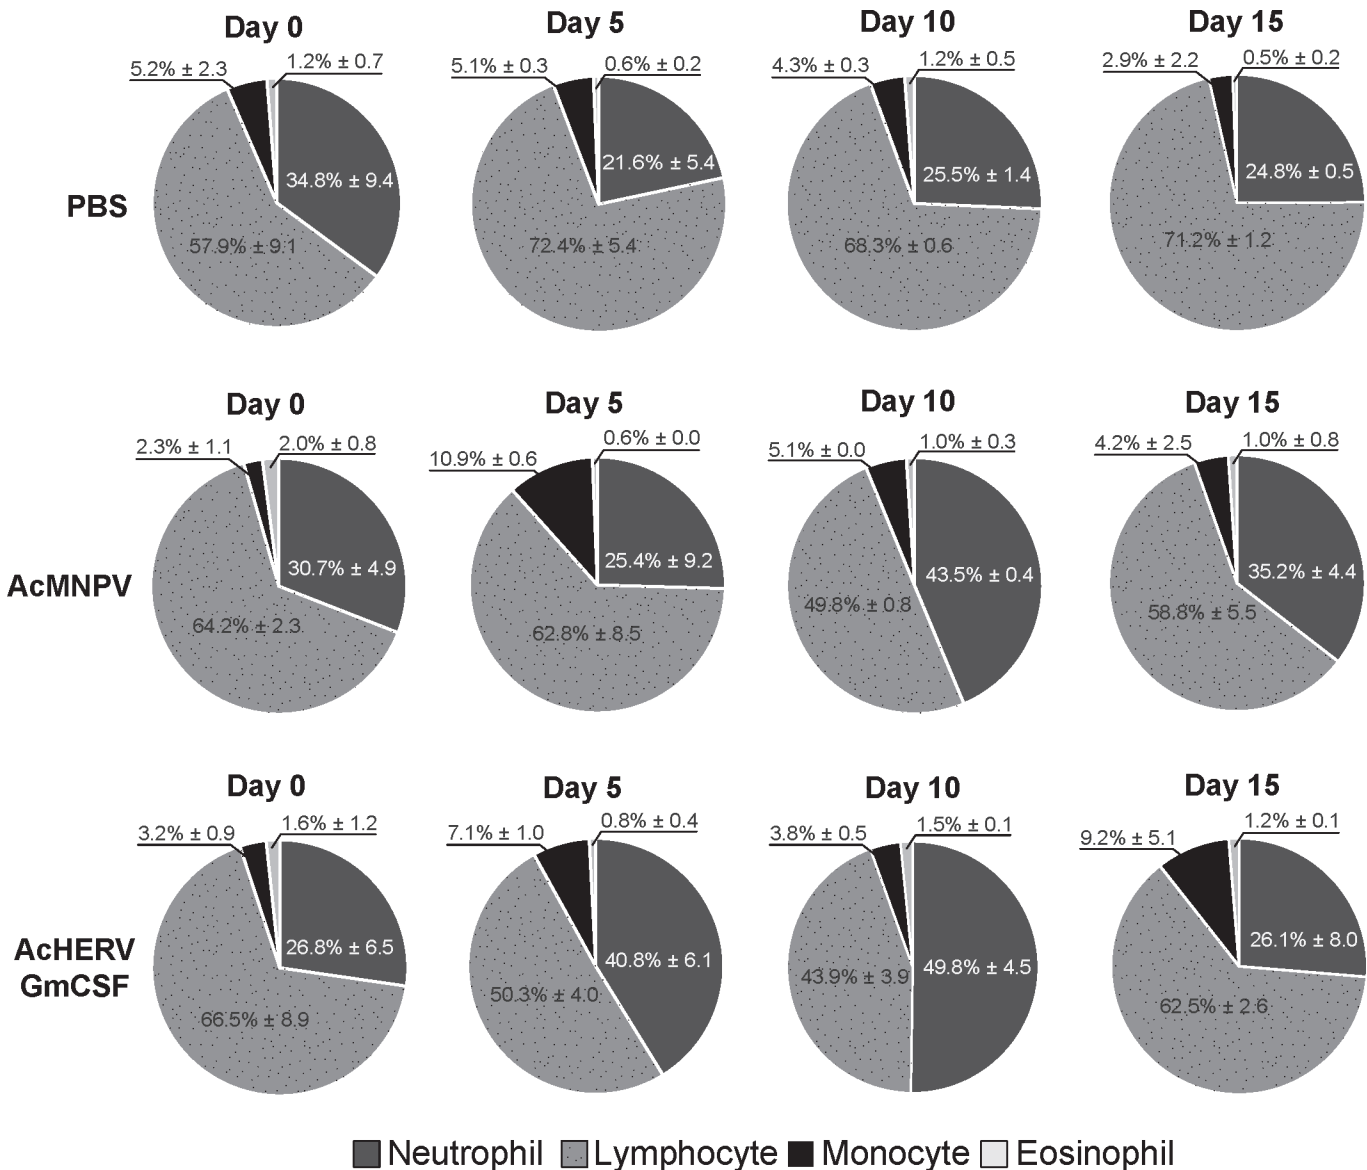 Day 0
Day 5
Day 10
Day 15
5.2% ± 2.3
1.2% ± 0.7
5.1% ± 0.3
0.6% ± 0.2
4.3% ± 0.3
1.2% ± 0.5
2.9% ± 2.2
0.5% ± 0.2
PBS
34.8% ± 9.4
57.9% ± 9.1
21.6% ± 5.4
72.4% ± 5.4
25.5% ± 1.4
68.3% ± 0.6
24.8% ± 0.5
71.2% ± 1.2
Day 0
Day 5
Day 10
Day 15
2.3% ± 1.1
2.0% ± 0.8
10.9% ± 0.6
0.6% ± 0.0
5.1% ± 0.0
1.0% ± 0.3
4.2% ± 2.5
1.0% ± 0.8
AcMNPV
30.7% ± 4.9
64.2% ± 2.3
25.4% ± 9.2
62.8% ± 8.5
43.5% ± 0.4
49.8% ± 0.8
35.2% ± 4.4
58.8% ± 5.5
Day 0
Day 5
Day 10
Day 15
3.2% ± 0.9
1.6% ± 1.2
7.1% ± 1.0
0.8% ± 0.4
3.8% ± 0.5
1.5% ± 0.1
9.2% ± 5.1
1.2% ± 0.1
AcHERV
GmCSF
26.8% ± 6.5
66.5% ± 8.9
40.8% ± 6.1
50.3% ± 4.0
49.8% ± 4.5
43.9% ± 3.9
26.1% ± 8.0
62.5% ± 2.6
Neutrophil Lymphocyte Monocyte Eosinophil